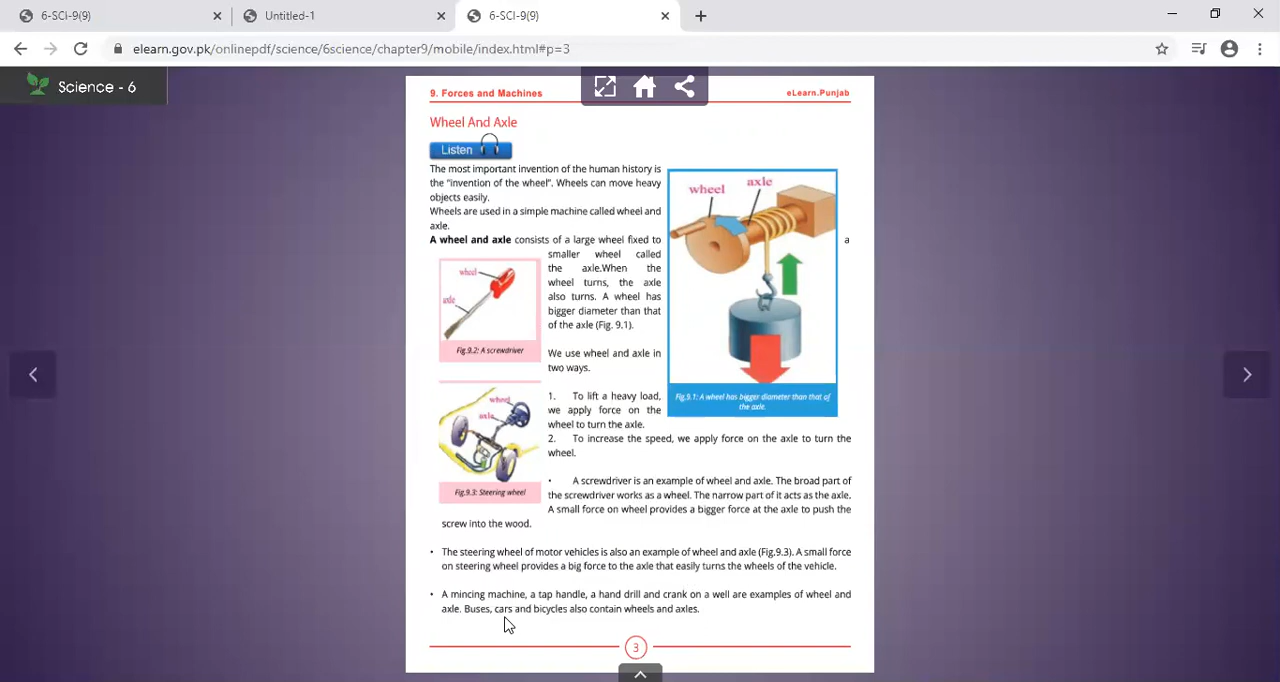 6-SCI-9(9)
Untitled-1
6-SCI-9(9)
elearn.gov.pk/onlinepdf/science/6science/chapter9/mobile/index.html#p=3
Science - 6
9. Forces and Machines
eLearn.Punjab
Wheel And Axle
Listen
The most important invention of the human history is
the "invention of the wheel". Wheels can move heavy
objects easily.
Wheels are used in a simple machine called wheel and
axle.
A wheel and axle consists of a large wheel fixed to a
smaller wheel called
the axle.When the
wheel turns, the axle
also turns. A wheel has
bigger diameter than that
of the axle (Fig. 9.1).
We use wheel and axle in
two ways.
1. To lift a heavy load,
we apply force on the
wheel to turn the axle.
2. To increase the speed, we apply force on the axle to turn the
wheel.
wheel
axle
Fig.9.1: A wheel has bigger diameter than that of
the axle.
wheel
axle
Fig.9.2: A screwdriver
wheel
axle
Fig.9.3: Steering wheel
• A screwdriver is an example of wheel and axle. The broad part of
the screwdriver works as a wheel. The narrow part of it acts as the axle.
A small force on wheel provides a bigger force at the axle to push the
screw into the wood.
• The steering wheel of motor vehicles is also an example of wheel and axle (Fig.9.3). A small force
on steering wheel provides a big force to the axle that easily turns the wheels of the vehicle.
• A mincing machine, a tap handle, a hand drill and crank on a well are examples of wheel and
axle. Buses, cars and bicycles also contain wheels and axles.
3